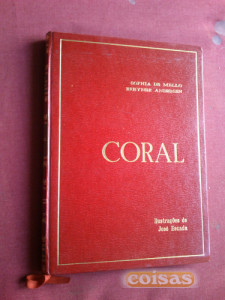 SOPHIA DE MELLO
BREYNER ANDRESEN
CORAL
Ilustrações de
José Escada
coisas